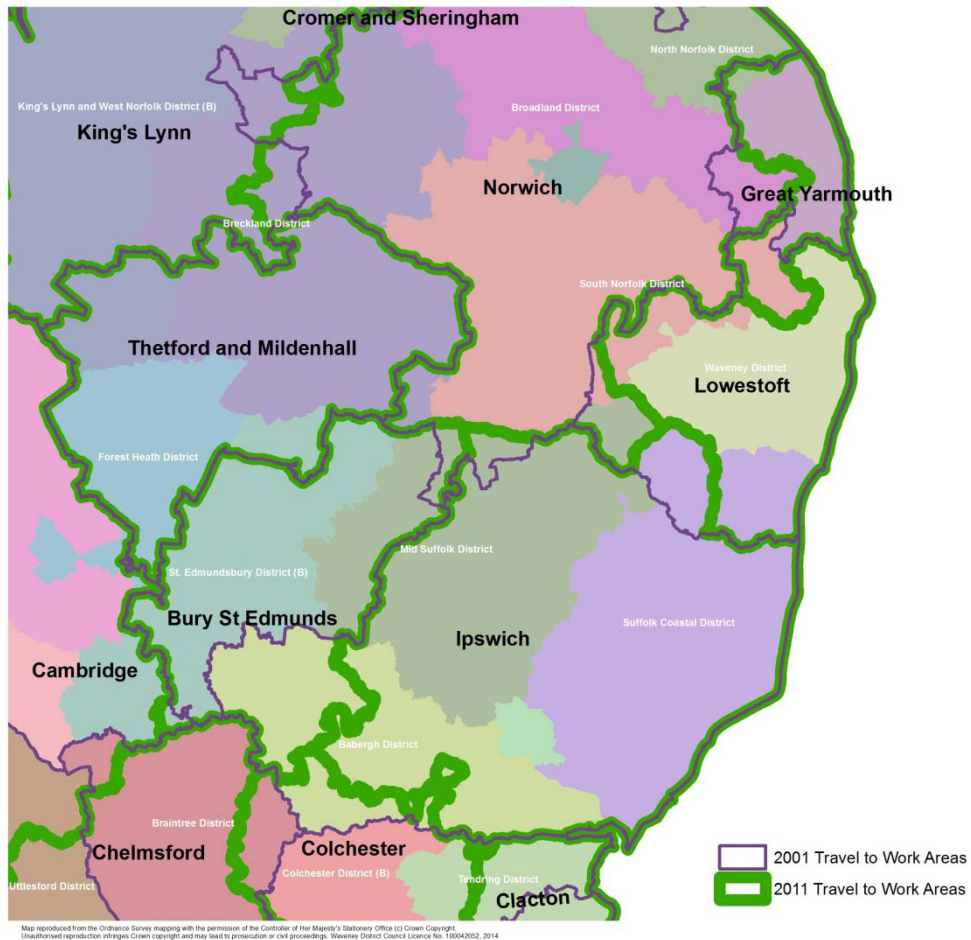 Cromer and Sheringham
North Norfolk District
King's Lynn and West Norfolk District (B)
Broadland District
King's Lynn
Norwich
Great Yarmouth
Breckland District
South Norfolk District
Thetford and Mildenhall
Waveney District
Lowestoft
Forest Heath District
Mid Suffolk District
St. Edmundsbury District (B)
Bury St Edmunds
Suffolk Coastal District
Ipswich
Cambridge
Babergh District
Braintree District
Chelmsford
Colchester
Colchester District (B)
Tendring District
Uttlesford District
Clacton
2001 Travel to Work Areas
2011 Travel to Work Areas
Map reproduced from the Ordnance Survey mapping with the permission of the Controller of Her Majesty's Stationery Office (c) Crown Copyright.
Unauthorised reproduction infringes Crown copyright and may lead to prosecution or civil proceedings. Waveney District Council Licence No. 100042052, 2014